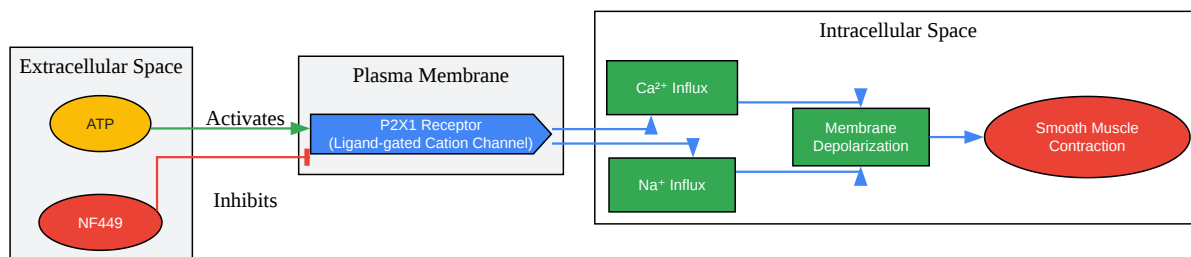 Extracellular Space
ATP
NF449
Activates
Inhibits
Plasma Membrane
P2X1 Receptor
(Ligand-gated Cation Channel)
Intracellular Space
Ca²⁺ Influx
Na⁺ Influx
Membrane
Depolarization
Smooth Muscle
Contraction